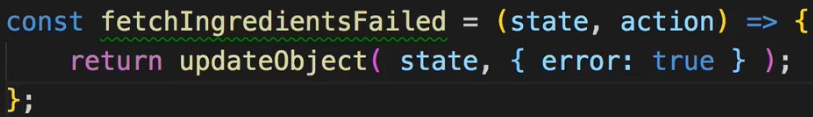 const fetchIngredientsFailed = (state, action) => {
    return updateObject( state, { error: true } );
};